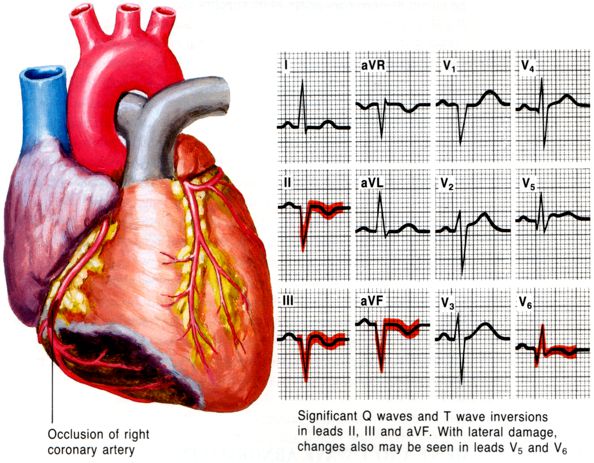 I
aVR
V1
V4
II
aVL
V2
V5
III
aVF
V3
V6
Occlusion of right
coronary artery
Significant Q waves and T wave inversions
in leads II, III and aVF. With lateral damage,
changes also may be seen in leads V5 and V6